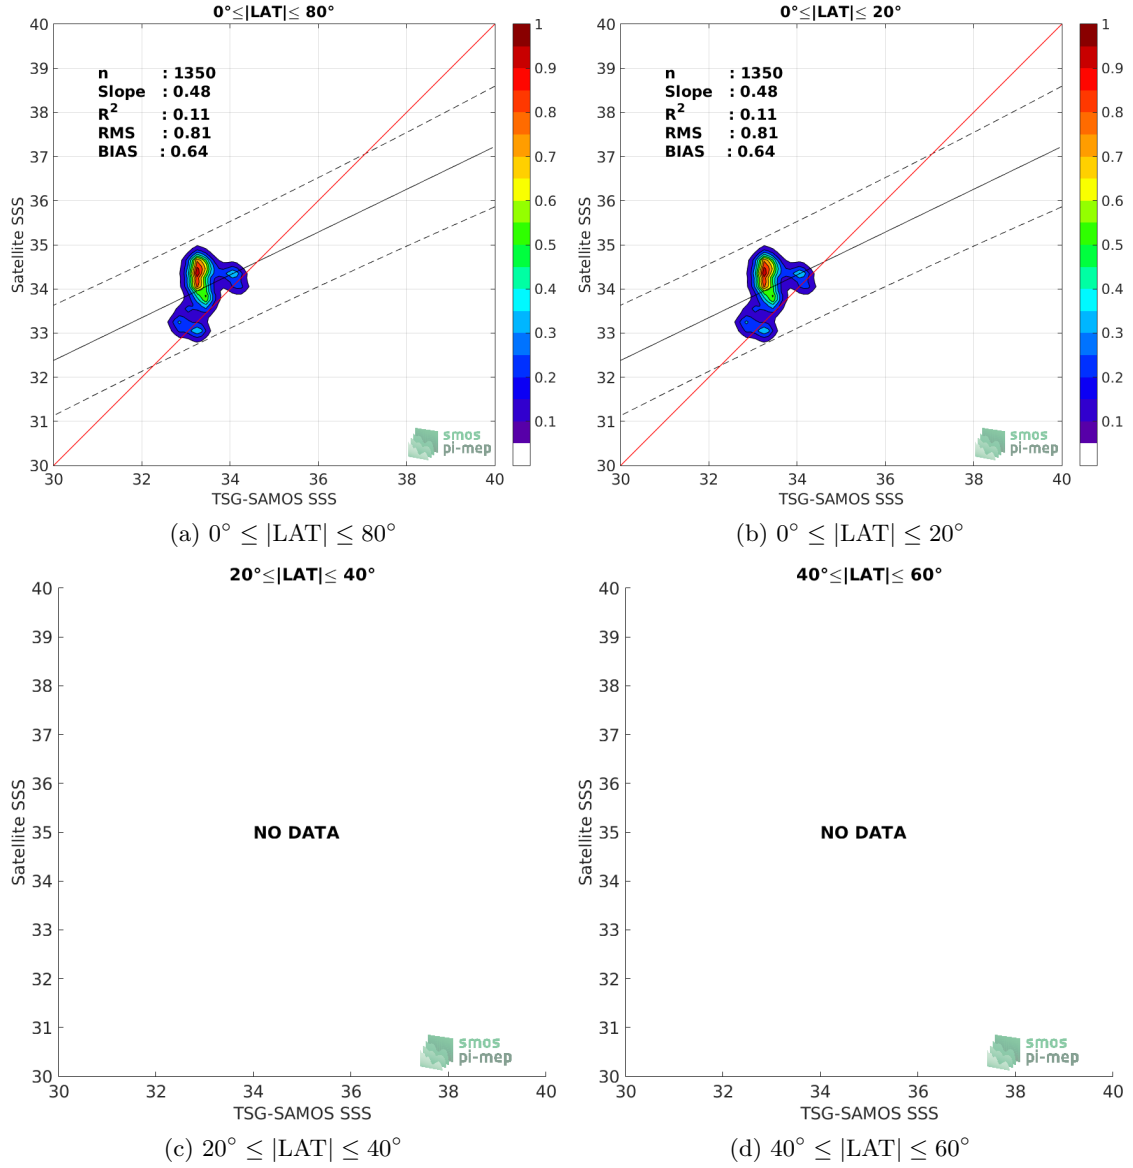 0°≤|LAT|≤ 80°
40
39
38
37
36
35
34
33
32
31
30
Satellite SSS
n : 1350
Slope : 0.48
R² : 0.11
RMS : 0.81
BIAS : 0.64
smos
pi-mep
30 32 34 36 38 40
TSG-SAMOS SSS
1
0.9
0.8
0.7
0.6
0.5
0.4
0.3
0.2
0.1
(a) 0° ≤ |LAT| ≤ 80°
0°≤|LAT|≤ 20°
40
39
38
37
36
35
34
33
32
31
30
Satellite SSS
n : 1350
Slope : 0.48
R² : 0.11
RMS : 0.81
BIAS : 0.64
smos
pi-mep
30 32 34 36 38 40
TSG-SAMOS SSS
1
0.9
0.8
0.7
0.6
0.5
0.4
0.3
0.2
0.1
(b) 0° ≤ |LAT| ≤ 20°
20°≤|LAT|≤ 40°
40
39
38
37
36
35
34
33
32
31
30
Satellite SSS
NO DATA
smos
pi-mep
30 32 34 36 38 40
TSG-SAMOS SSS
(c) 20° ≤ |LAT| ≤ 40°
40°≤|LAT|≤ 60°
40
39
38
37
36
35
34
33
32
31
30
Satellite SSS
NO DATA
smos
pi-mep
30 32 34 36 38 40
TSG-SAMOS SSS
(d) 40° ≤ |LAT| ≤ 60°